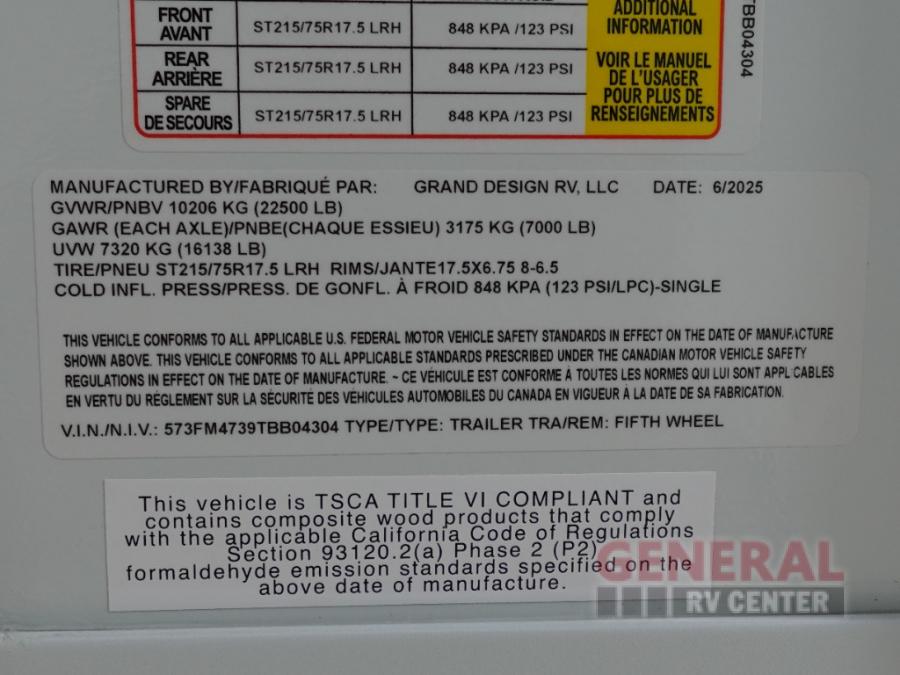 FRONT ST215/75R17.5 LRH 848 KPA /123 PSI
AVANT
REAR ST215/75R17.5 LRH 848 KPA /123 PSI
ARRIÈRE
SPARE ST215/75R17.5 LRH 848 KPA /123 PSI
DE SECOURS
ADDITIONAL
INFORMATION
VOIR LE MANUEL
DE L'USAGER
POUR PLUS DE
RENSEIGNEMENTS
TBB04304
MANUFACTURED BY/FABRIQUÉ PAR: GRAND DESIGN RV, LLC DATE: 6/2025
GVWR/PNBV 10206 KG (22500 LB)
GAWR (EACH AXLE)/PNBE(CHAQUE ESSIEU) 3175 KG (7000 LB)
UVW 7320 KG (16138 LB)
TIRE/PNEU ST215/75R17.5 LRH RIMS/JANTE17.5X6.75 8-6.5
COLD INFL. PRESS/PRESS. DE GONFL. À FROID 848 KPA (123 PSI/LPC)-SINGLE
THIS VEHICLE CONFORMS TO ALL APPLICABLE U.S. FEDERAL MOTOR VEHICLE SAFETY STANDARDS IN EFFECT ON THE DATE OF MANUFACTURE
SHOWN ABOVE. THIS VEHICLE CONFORMS TO ALL APPLICABLE STANDARDS PRESCRIBED UNDER THE CANADIAN MOTOR VEHICLE SAFETY
REGULATIONS IN EFFECT ON THE DATE OF MANUFACTURE. ~ CE VÉHICULE EST CONFORME À TOUTES LES NORMES QUI LUI SONT APPLICABLES
EN VERTU DU RÈGLEMENT SUR LA SÉCURITÉ DES VÉHICULES AUTOMOBILES DU CANADA EN VIGUEUR À LA DATE DE SA FABRICATION.
V.I.N./N.I.V.: 573FM4739TBB04304 TYPE/TYPE: TRAILER TRA/REM: FIFTH WHEEL
This vehicle is TSCA TITLE VI COMPLIANT and
contains composite wood products that comply
with the applicable California Code of Regulations
Section 93120.2(a) Phase 2 (P2)
formaldehyde emission standards specified on the
above date of manufacture.
GENERAL
RV CENTER